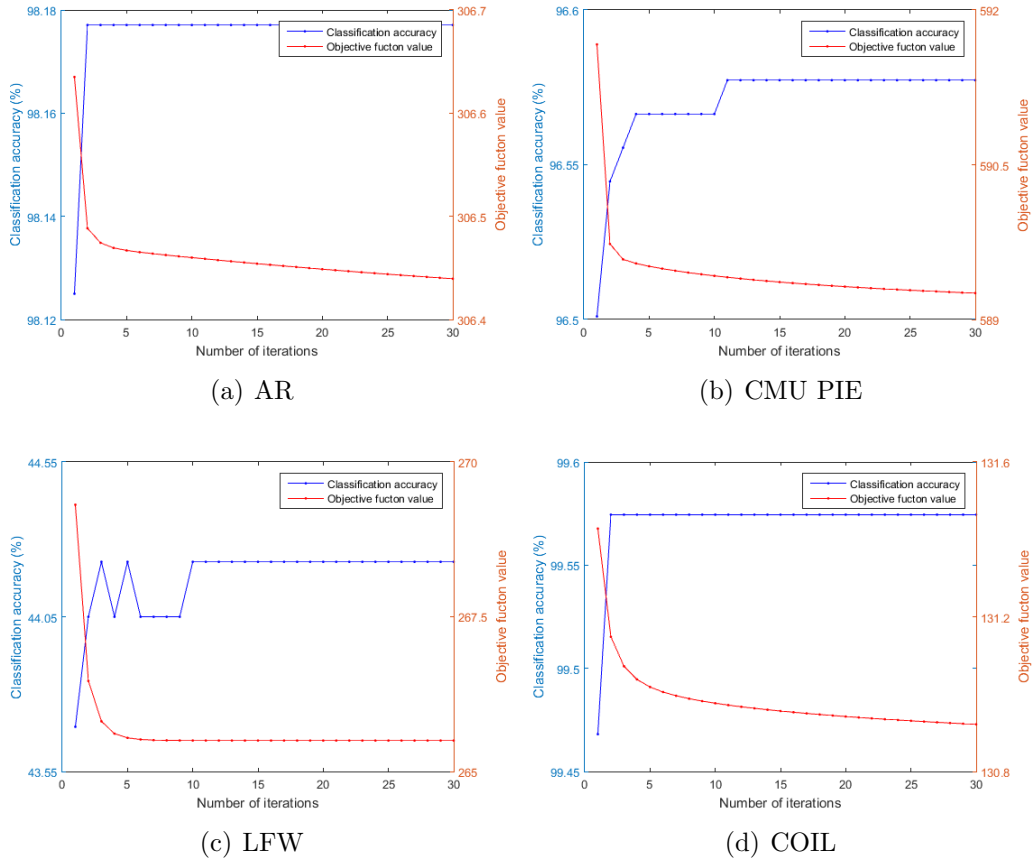 98.18
98.16
98.14
98.12
Classification accuracy (%)
306.7
306.6
306.5
306.4
Objective fucton value
Classification accuracy
Objective fucton value
0 5 10 15 20 25 30
Number of iterations
(a) AR
96.6
96.55
96.5
Classification accuracy (%)
592
590.5
589
Objective fucton value
Classification accuracy
Objective fucton value
0 5 10 15 20 25 30
Number of iterations
(b) CMU PIE
44.55
44.05
43.55
Classification accuracy (%)
270
267.5
265
Objective fucton value
Classification accuracy
Objective fucton value
0 5 10 15 20 25 30
Number of iterations
(c) LFW
99.6
99.55
99.5
99.45
Classification accuracy (%)
131.6
131.2
130.8
Objective fucton value
Classification accuracy
Objective fucton value
0 5 10 15 20 25 30
Number of iterations
(d) COIL